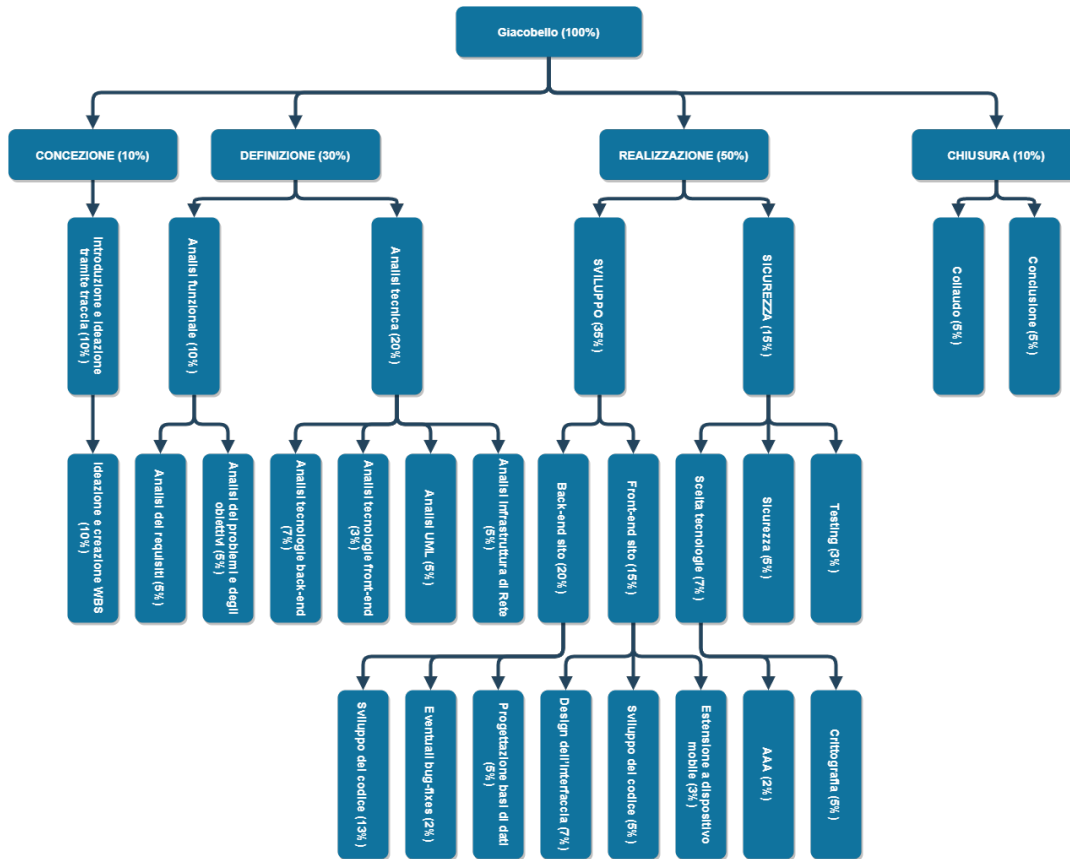 Giacobello (100%)
CONCEZIONE (10%)
DEFINIZIONE (30%)
REALIZZAZIONE (50%)
CHIUSURA (10%)
Introduzione e ideazione
tramite traccia (10%)
Analisi funzionale (10%)
Analisi tecnica (20%)
SVILUPPO (35%)
SICUREZZA (15%)
Collaudo (5%)
Conclusione (5%)
Ideazione e creazione WBS
(10%)
Analisi dei requisiti (5%)
Analisi dei problemi e degli
obiettivi (5%)
Analisi tecnologie back-end
(7%)
Analisi tecnologie front-end
(3%)
Analisi UML (5%)
Analisi Infrastruttura di Rete
(5%)
Back-end sito (20%)
Front-end sito (15%)
Scelta tecnologie (7%)
Sicurezza (5%)
Testing (3%)
Sviluppo del codice (13%)
Eventuali bug-fixes (2%)
Progettazione basi di dati
(5%)
Design dell'interfaccia (7%)
Sviluppo del codice (5%)
Estensione a dispositivo
mobile (3%)
AAA (2%)
Crittografia (5%)